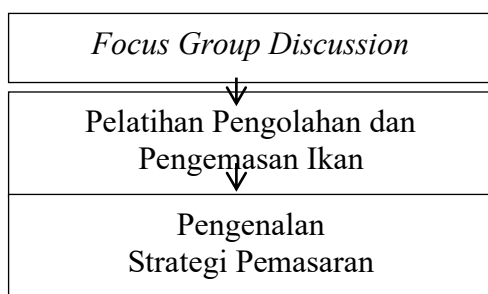 Focus Group Discussion
Pelatihan Pengolahan dan
Pengemasan Ikan
Pengenalan
Strategi Pemasaran